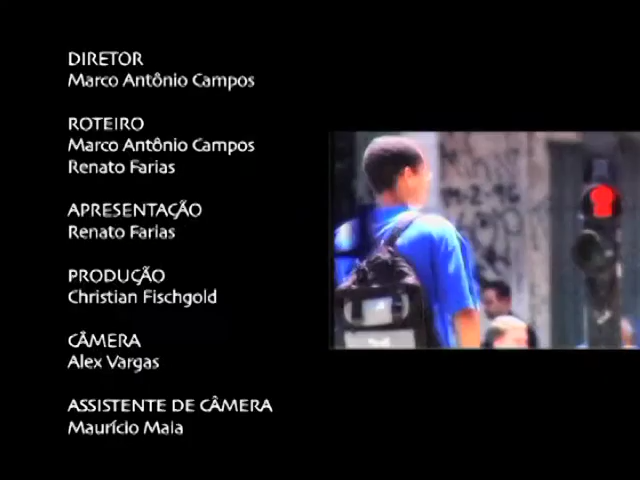 DIRETOR
Marco Antônio Campos
ROTEIRO
Marco Antônio Campos
Renato Farias
APRESENTAÇÃO
Renato Farias
PRODUÇÃO
Christian Fischgold
CÂMERA
Alex Vargas
ASSISTENTE DE CÂMERA
Maurício Maia